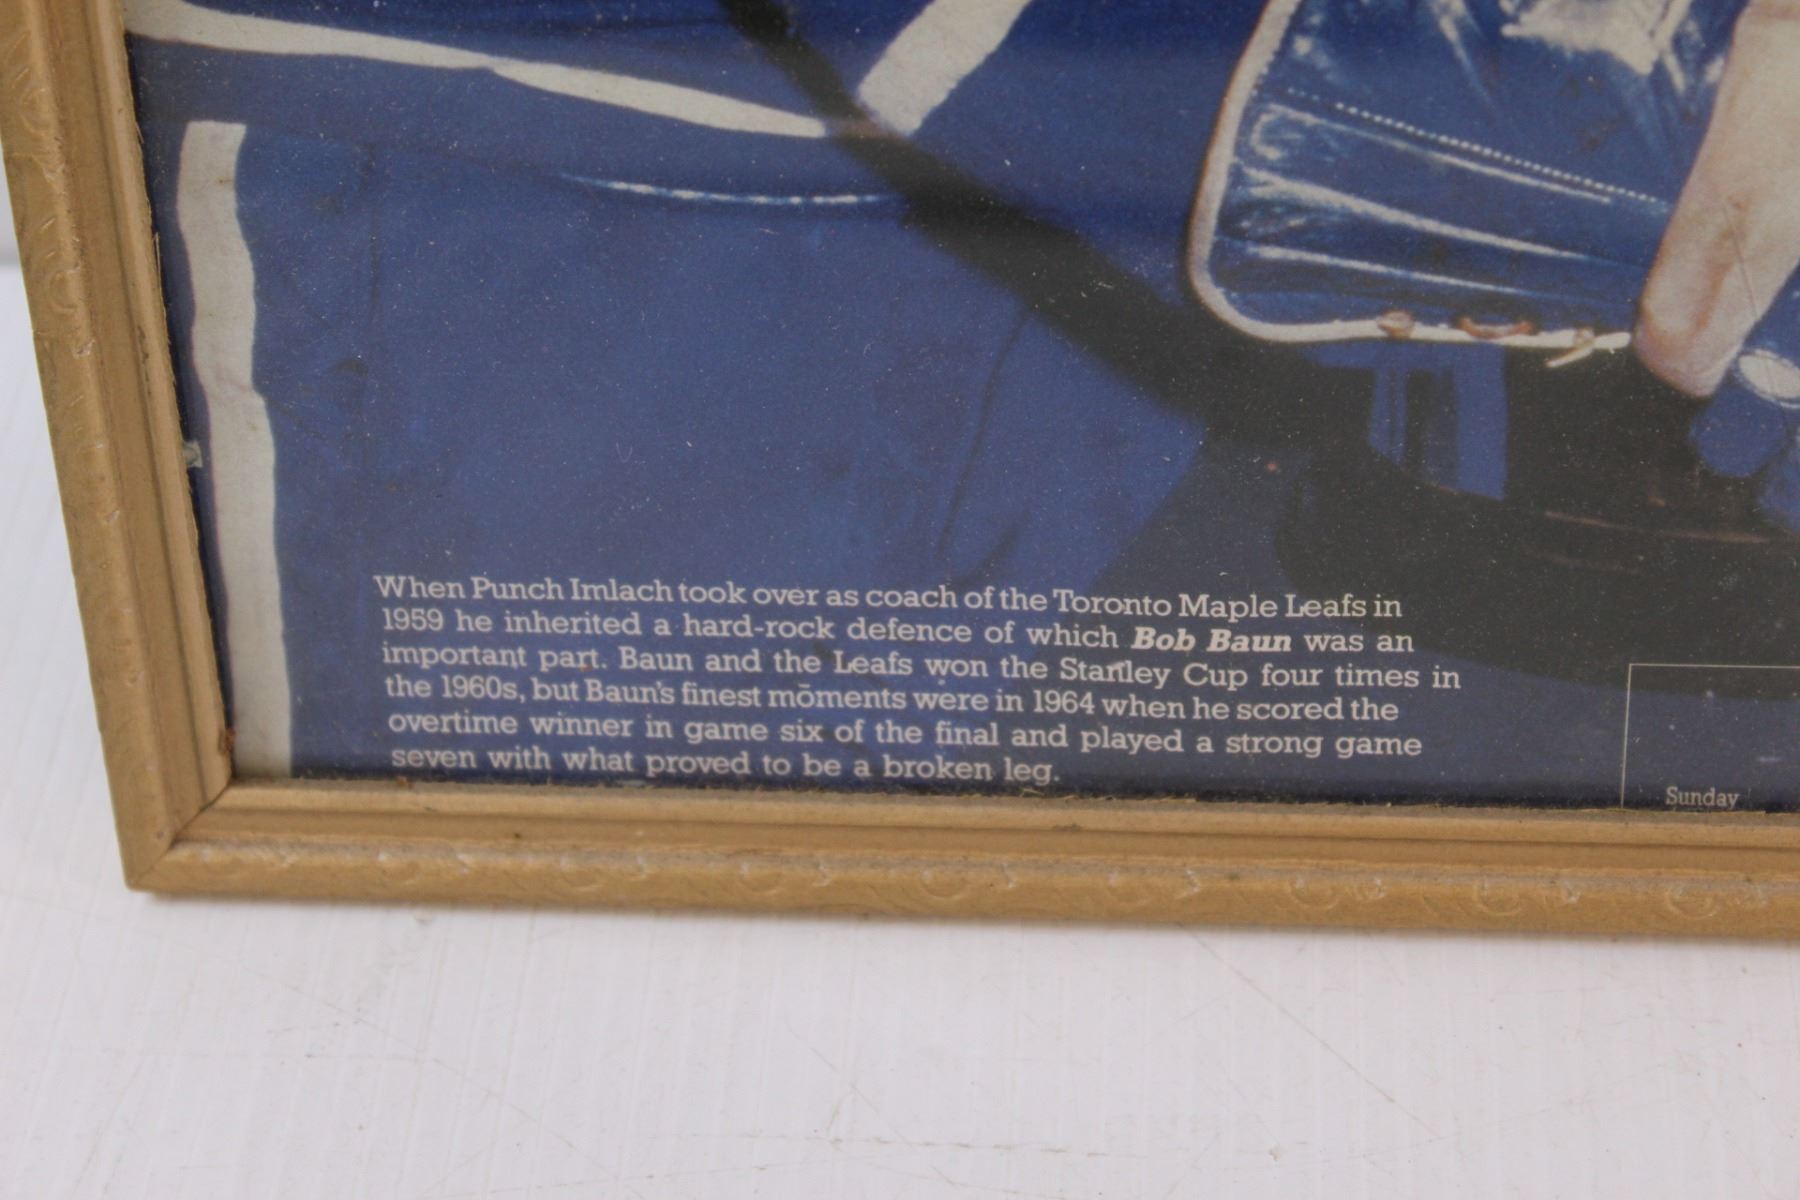 When Punch Imlach took over as coach of the Toronto Maple Leafs in
1959 he inherited a hard-rock defence of which Bob Baun was an
important part. Baun and the Leafs won the Stanley Cup four times in
the 1960s, but Baun's finest moments were in 1964 when he scored the
overtime winner in game six of the final and played a strong game
seven with what proved to be a broken leg.
Sunday